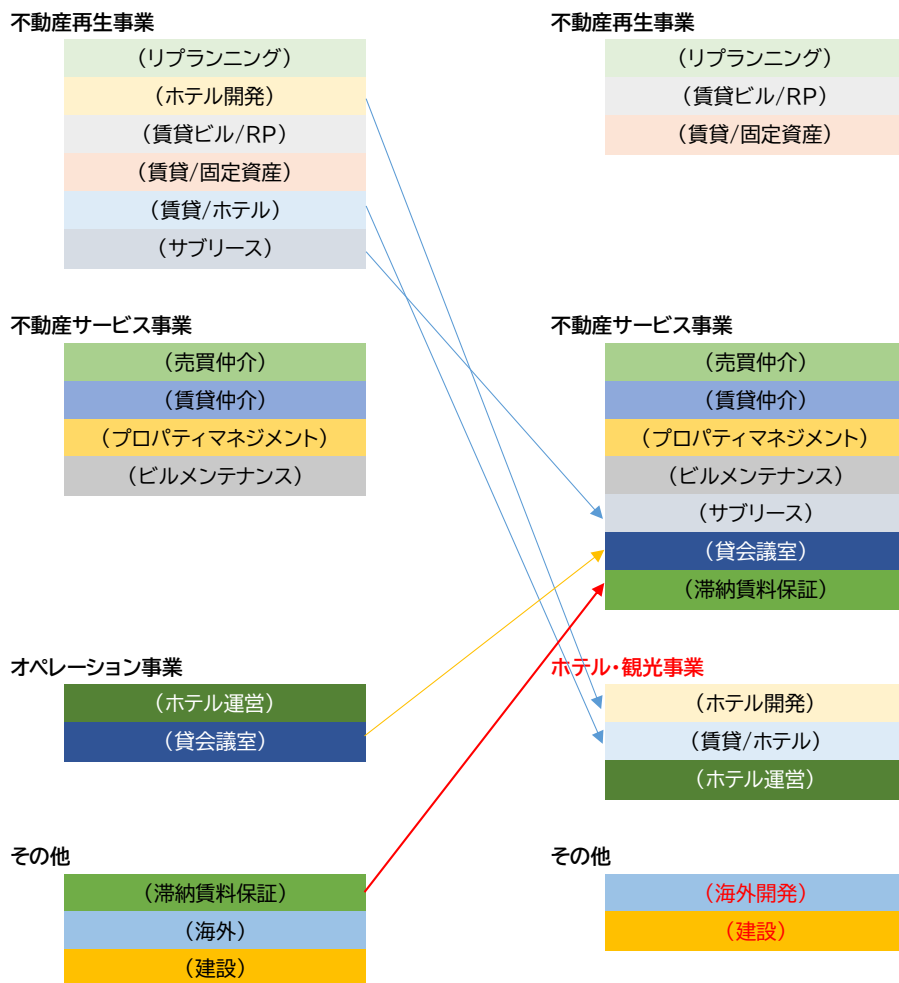 不動産再生事業
(リプランニング)
(ホテル開発)
(賃貸ビル/RP)
(賃貸/固定資産)
(賃貸/ホテル)
(サブリース)
不動産サービス事業
(売買仲介)
(賃貸仲介)
(プロパティマネジメント)
(ビルメンテナンス)
オペレーション事業
(ホテル運営)
(貸会議室)
その他
(滞納賃料保証)
(海外)
(建設)
不動産再生事業
(リプランニング)
(賃貸ビル/RP)
(賃貸/固定資産)
不動産サービス事業
(売買仲介)
(賃貸仲介)
(プロパティマネジメント)
(ビルメンテナンス)
(サブリース)
(貸会議室)
(滞納賃料保証)
ホテル・観光事業
(ホテル開発)
(賃貸/ホテル)
(ホテル運営)
その他
(海外開発)
(建設)